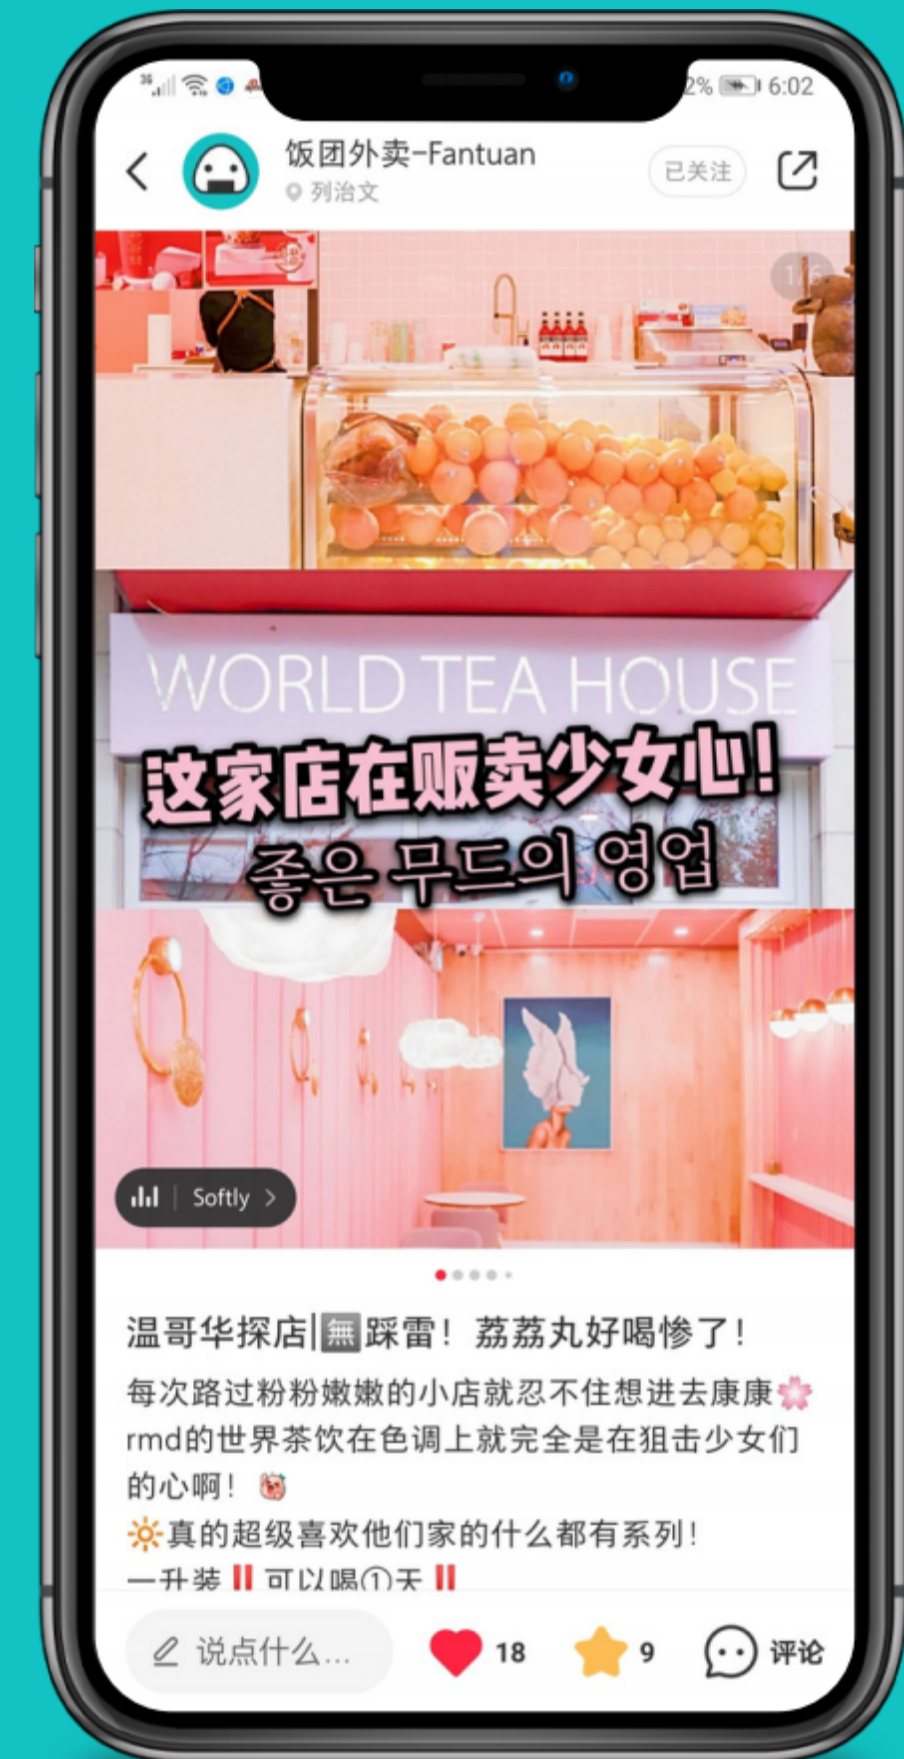 3G
2% 6:02
饭团外卖-Fantuan
列治文
已关注
1/6
WORLD TEA HOUSE
这家店在贩卖少女心!
좋은 무드의 영업
Softly >
温哥华探店|🈚踩雷！荔荔丸好喝惨了！
每次路过粉粉嫩嫩的小店就忍不住想进去康康🌸
rmd的世界茶饮在色调上就完全是在狙击少女们
的心啊！
🔆真的超级喜欢他们家的什么都有系列！
一升装‼️可以喝①天‼️
说点什么...
18
9
评论